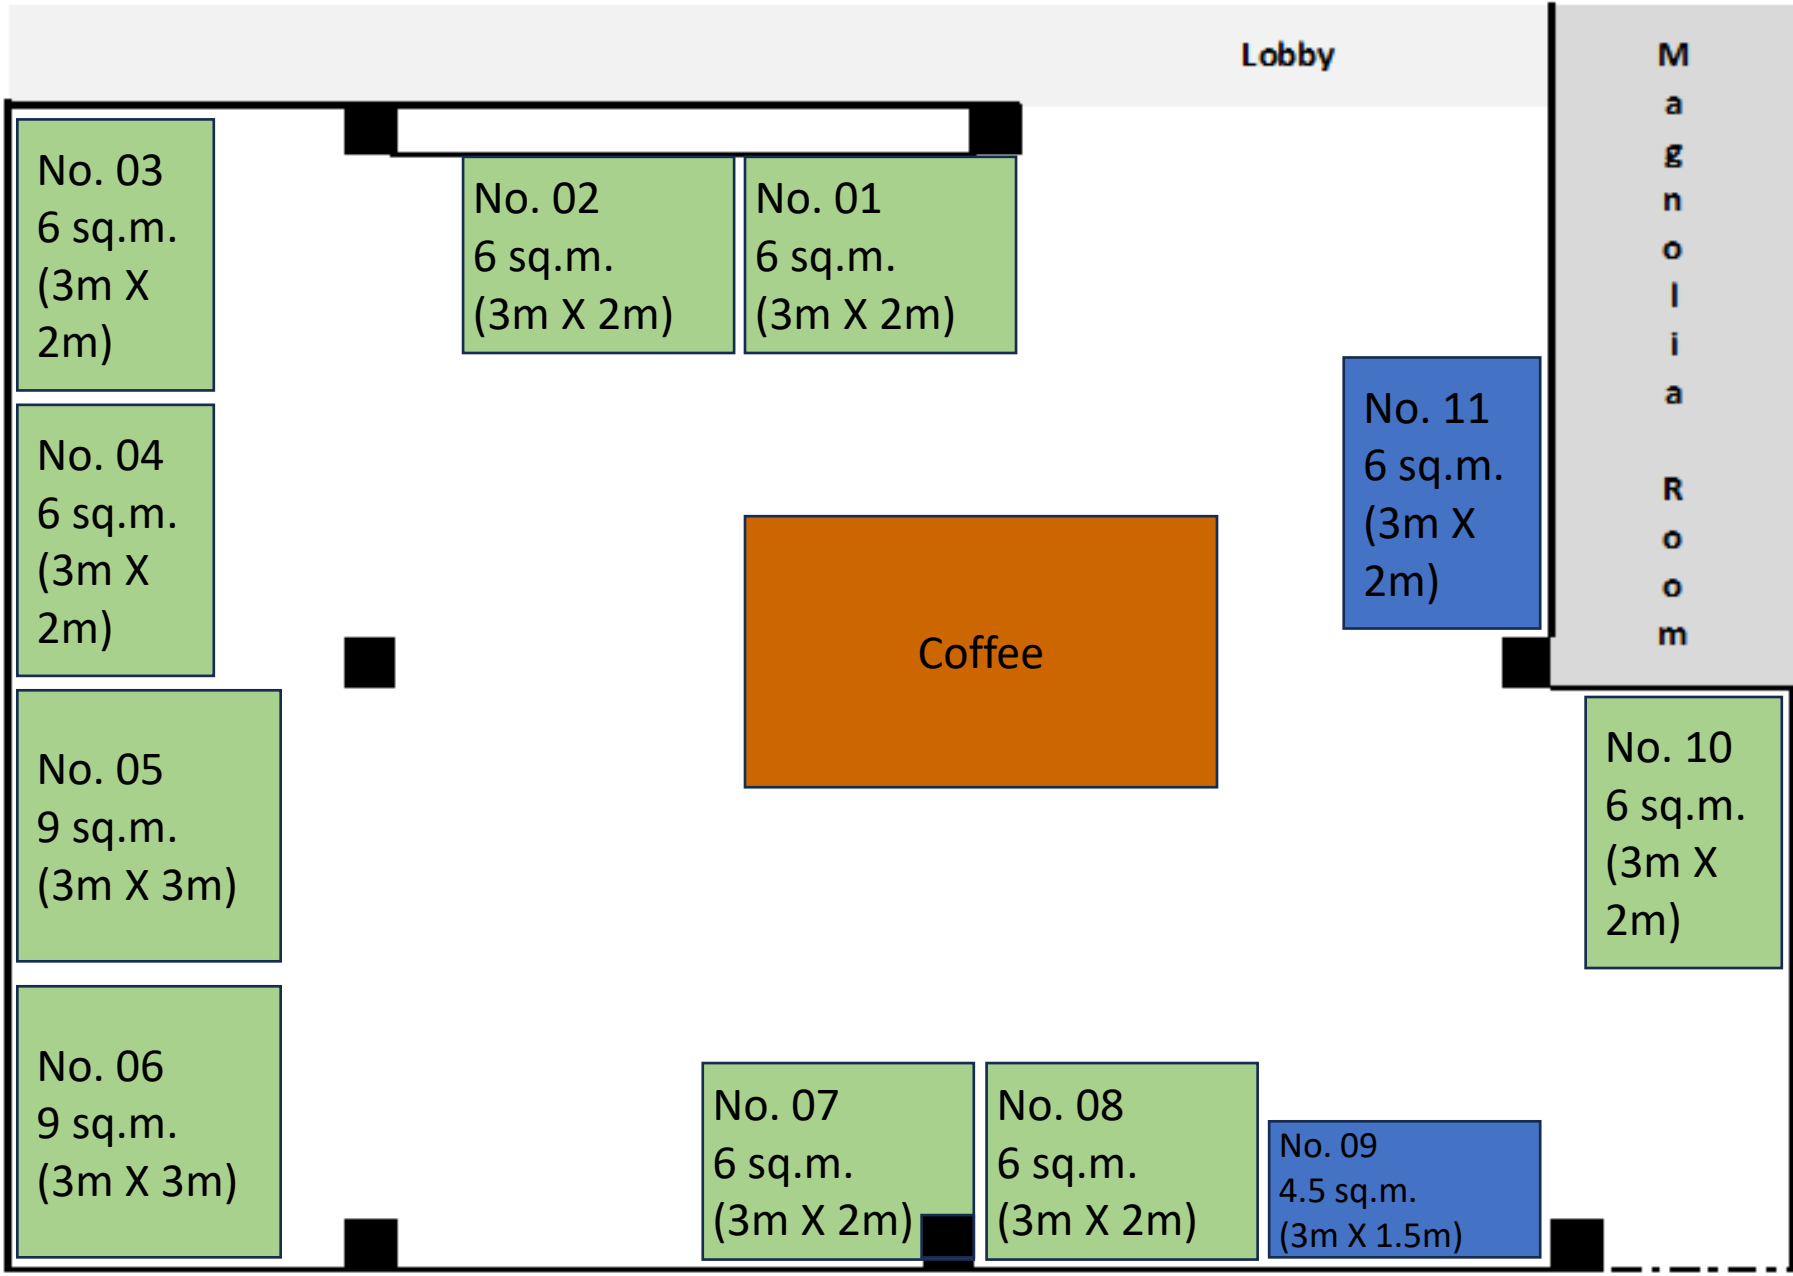 Lobby
M
a
g
n
o
l
i
a
R
o
o
m
No. 03
6 sq.m.
(3m X
2m)
No. 02
6 sq.m.
(3m X 2m)
No. 01
6 sq.m.
(3m X 2m)
No. 04
6 sq.m.
(3m X
2m)
No. 11
6 sq.m.
(3m X
2m)
Coffee
No. 05
9 sq.m.
(3m X 3m)
No. 10
6 sq.m.
(3m X
2m)
No. 06
9 sq.m.
(3m X 3m)
No. 07
6 sq.m.
(3m X 2m)
No. 08
6 sq.m.
(3m X 2m)
No. 09
4.5 sq.m.
(3m X 1.5m)